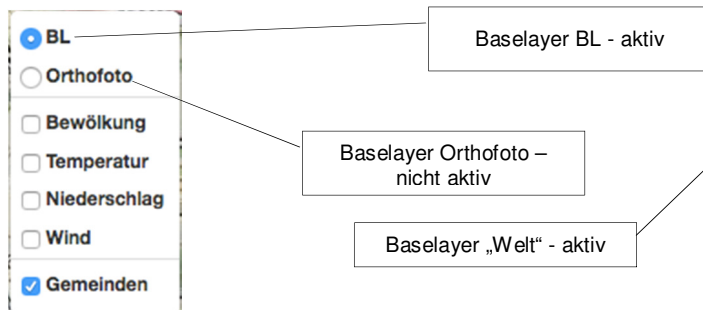 BL
Orthofoto
Bewölkung
Temperatur
Niederschlag
Wind
Gemeinden
Baselayer BL - aktiv
Baselayer Orthofoto –
nicht aktiv
Baselayer „Welt“ - aktiv